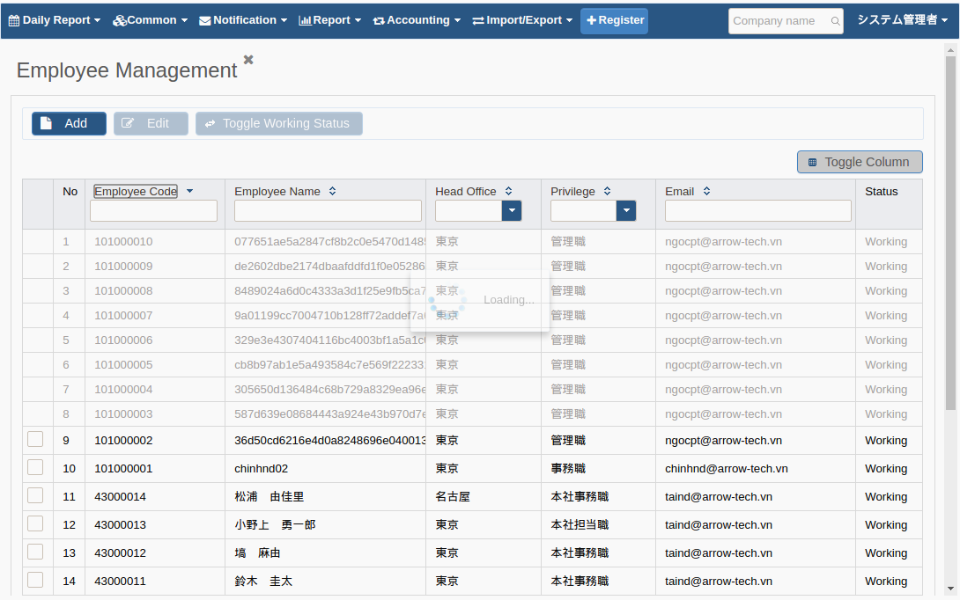 Daily Report Common Notification Report Accounting Import/Export Register Company name システム管理者
Employee Management
Add Edit Toggle Working Status
Toggle Column
No Employee Code Employee Name Head Office Privilege Email Status
1 101000010 077651ae5a2847cf8b2c0e5470d148 東京 管理職 ngocpt@arrow-tech.vn Working
2 101000009 de2602dbe2174dbaafddfd1f0e05286 東京 管理職 ngocpt@arrow-tech.vn Working
3 101000008 8489024a6d0c4333a3d1f25e9fb5ca7 東京 管理職 ngocpt@arrow-tech.vn Working
Loading...
4 101000007 9a01199cc7004710b128ff72addef7a 東京 管理職 ngocpt@arrow-tech.vn Working
5 101000006 329e3e4307404116bc4003bf1a5a1c 東京 管理職 ngocpt@arrow-tech.vn Working
6 101000005 cb8b97ab1e5a493584c7e569f22233 東京 管理職 ngocpt@arrow-tech.vn Working
7 101000004 305650d136484c68b729a8329ea96e 東京 管理職 ngocpt@arrow-tech.vn Working
8 101000003 587d639e08684443a924e43b970d7e 東京 管理職 ngocpt@arrow-tech.vn Working
9 101000002 36d50cd6216e4d0a8248696e040013 東京 管理職 ngocpt@arrow-tech.vn Working
10 101000001 chinhnd02 東京 事務職 chinhnd@arrow-tech.vn Working
11 43000014 松浦　由佳里 名古屋 本社事務職 taind@arrow-tech.vn Working
12 43000013 小野上　勇一郎 東京 本社担当職 taind@arrow-tech.vn Working
13 43000012 塙　麻由 東京 本社事務職 taind@arrow-tech.vn Working
14 43000011 鈴木　圭太 東京 本社事務職 taind@arrow-tech.vn Working